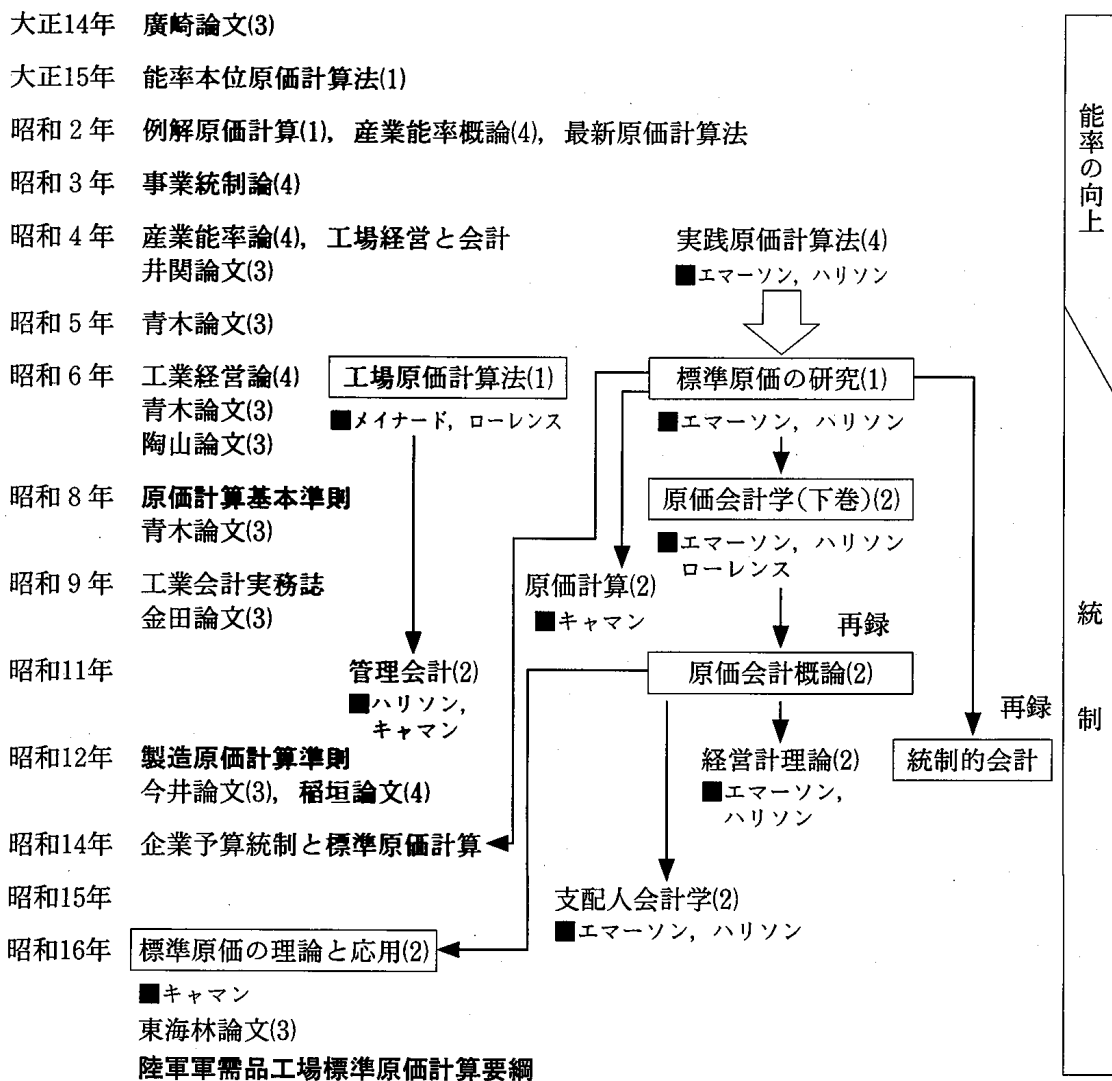 大正14年 廣崎論文(3)
大正15年 能率本位原価計算法(1)
昭和2年 例解原価計算(1), 産業能率概論(4), 最新原価計算法
昭和3年 事業統制論(4)
昭和4年 産業能率論(4), 工場経営と会計 実践原価計算法(4)
井関論文(3) ■エマーソン, ハリソン
昭和5年 青木論文(3)
昭和6年 工業経営論(4) 工場原価計算法(1) 標準原価の研究(1)
青木論文(3) ■メイナード, ローレンス ■エマーソン, ハリソン
陶山論文(3)
昭和8年 原価計算基本準則 原価会計学(下巻)(2)
青木論文(3) ■エマーソン, ハリソン
ローレンス
昭和9年 工業会計実務誌 原価計算(2)
金田論文(3) ■キャマン 再録
昭和11年 管理会計(2) 原価会計概論(2)
■ハリソン, 再録
キャマン
昭和12年 製造原価計算準則 経営計理論(2) 統制的会計
今井論文(3), 稲垣論文(4) ■エマーソン,
ハリソン
昭和14年 企業予算統制と標準原価計算
昭和15年 支配人会計学(2)
■エマーソン, ハリソン
昭和16年 標準原価の理論と応用(2)
■キャマン
東海林論文(3)
陸軍軍需品工場標準原価計算要綱
能率の向上
統制